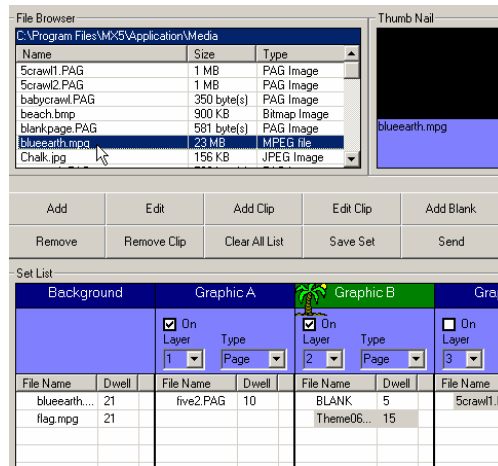 File Browser
Thumb Nail
C:\Program Files\MX5\Application\Media
Name Size Type
5crawl1.PAG 1 MB PAG Image
5crawl2.PAG 1 MB PAG Image
babycrawl.PAG 350 byte(s) PAG Image
beach.bmp 900 KB Bitmap Image
blankpage.PAG 581 byte(s) PAG Image
blueearth.mpg 23 MB MPEG file
Chalk.jpg 156 KB JPEG Image
blueearth.mpg
Add Edit Add Clip Edit Clip Add Blank
Remove Remove Clip Clear All List Save Set Send
Set List
Background Graphic A Graphic B Gra
On On On
Layer Type Layer Type Layer
1 Page 2 Page 3
File Name Dwell File Name Dwell File Name Dwell File Name
blueearth.... 21 five2.PAG 10 BLANK 5 5crawl1.
flag.mpg 21 Theme06... 15